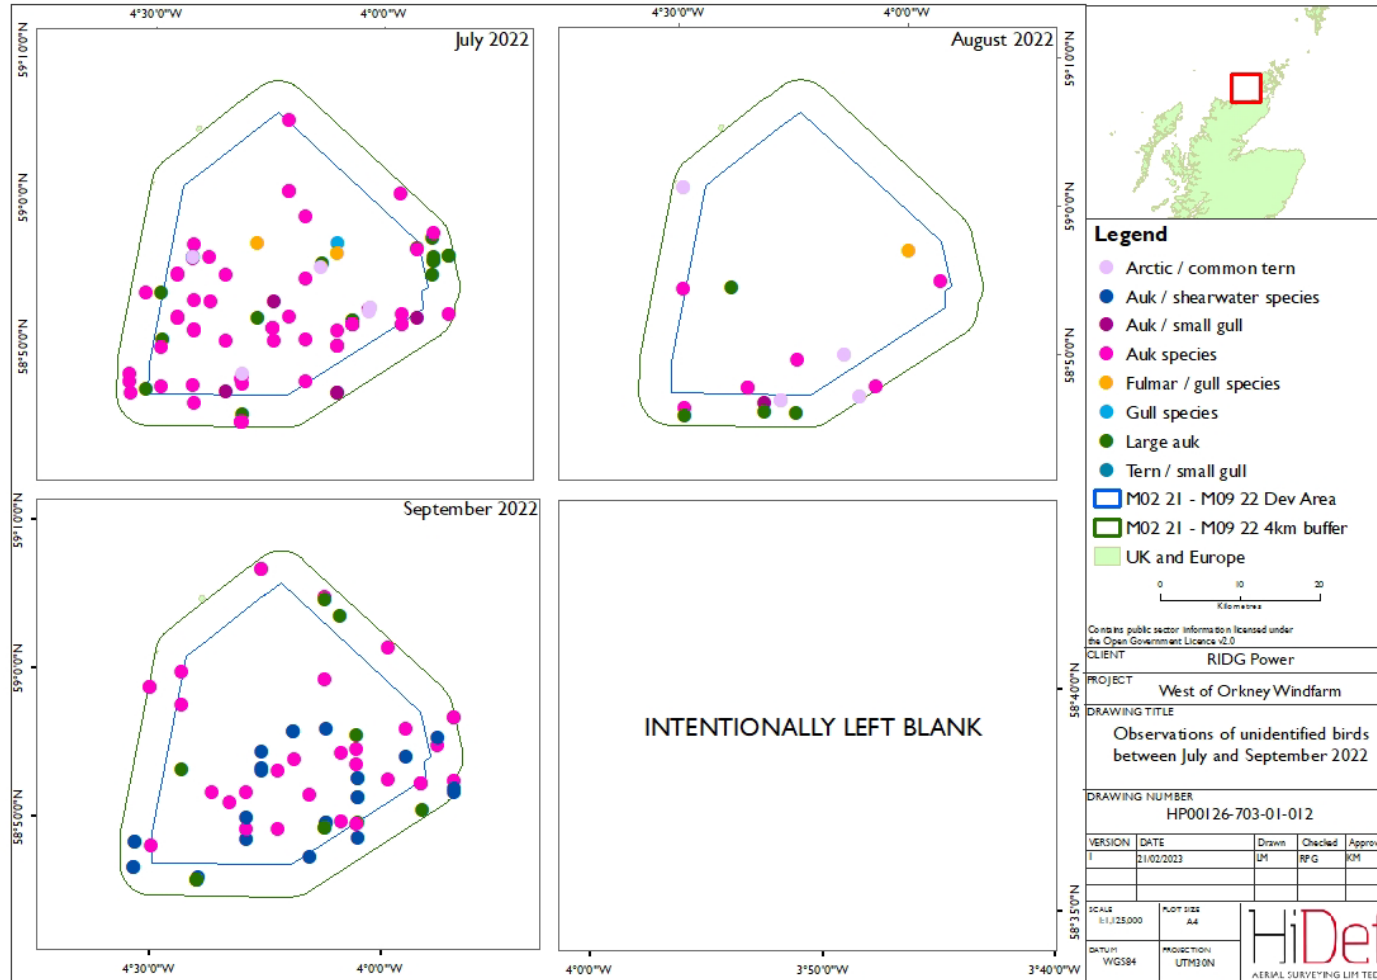 4°30'0"W
4°0'0"W
4°30'0"W
4°0'0"W
July 2022
August 2022
59°10'0"N
59°0'0"N
58°50'0"N
59°10'0"N
59°0'0"N
58°50'0"N
September 2022
59°10'0"N
59°0'0"N
58°50'0"N
INTENTIONALLY LEFT BLANK
58°40'0"N
58°35'0"N
4°30'0"W
4°0'0"W
4°00'0"W
3°50'0"W
3°40'0"W
Legend
Arctic / common tern
Auk / shearwater species
Auk / small gull
Auk species
Fulmar / gull species
Gull species
Large auk
Tern / small gull
M02 21 - M09 22 Dev Area
M02 21 - M09 22 4km buffer
UK and Europe
0 10 20
Kilometres
Contains public sector information licensed under
the Open Government Licence v2.0
CLIENT
RIDG Power
PROJECT
West of Orkney Windfarm
DRAWING TITLE
Observations of unidentified birds
between July and September 2022
DRAWING NUMBER
HP00126-703-01-012
VERSION DATE Drawn Checked Approv
1 21/02/2023 LM RPG KM
SCALE
1:1,125,000
PLOT SIZE
A4
DATUM
WGS84
PROJECTION
UTM30N
HiDef
AERIAL SURVEYING LIMITED